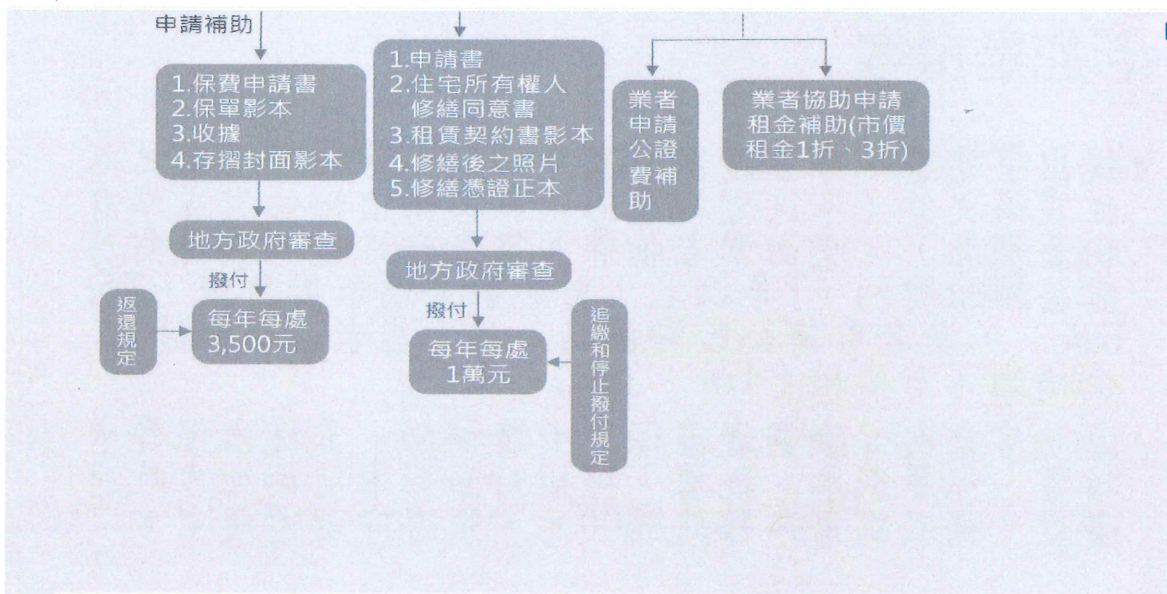 申請補助
1.保費申請書
2.保單影本
3.收據
4.存摺封面影本
地方政府審查
撥付
返還規定
每年每處
3,500元
1.申請書
2.住宅所有權人
修繕同意書
3.租賃契約書影本
4.修繕後之照片
5.修繕憑證正本
地方政府審查
撥付
每年每處
1萬元
追繳和停止撥付規定
業者
申請
公證
費補
助
業者協助申請
租金補助(市價
租金1折、3折)